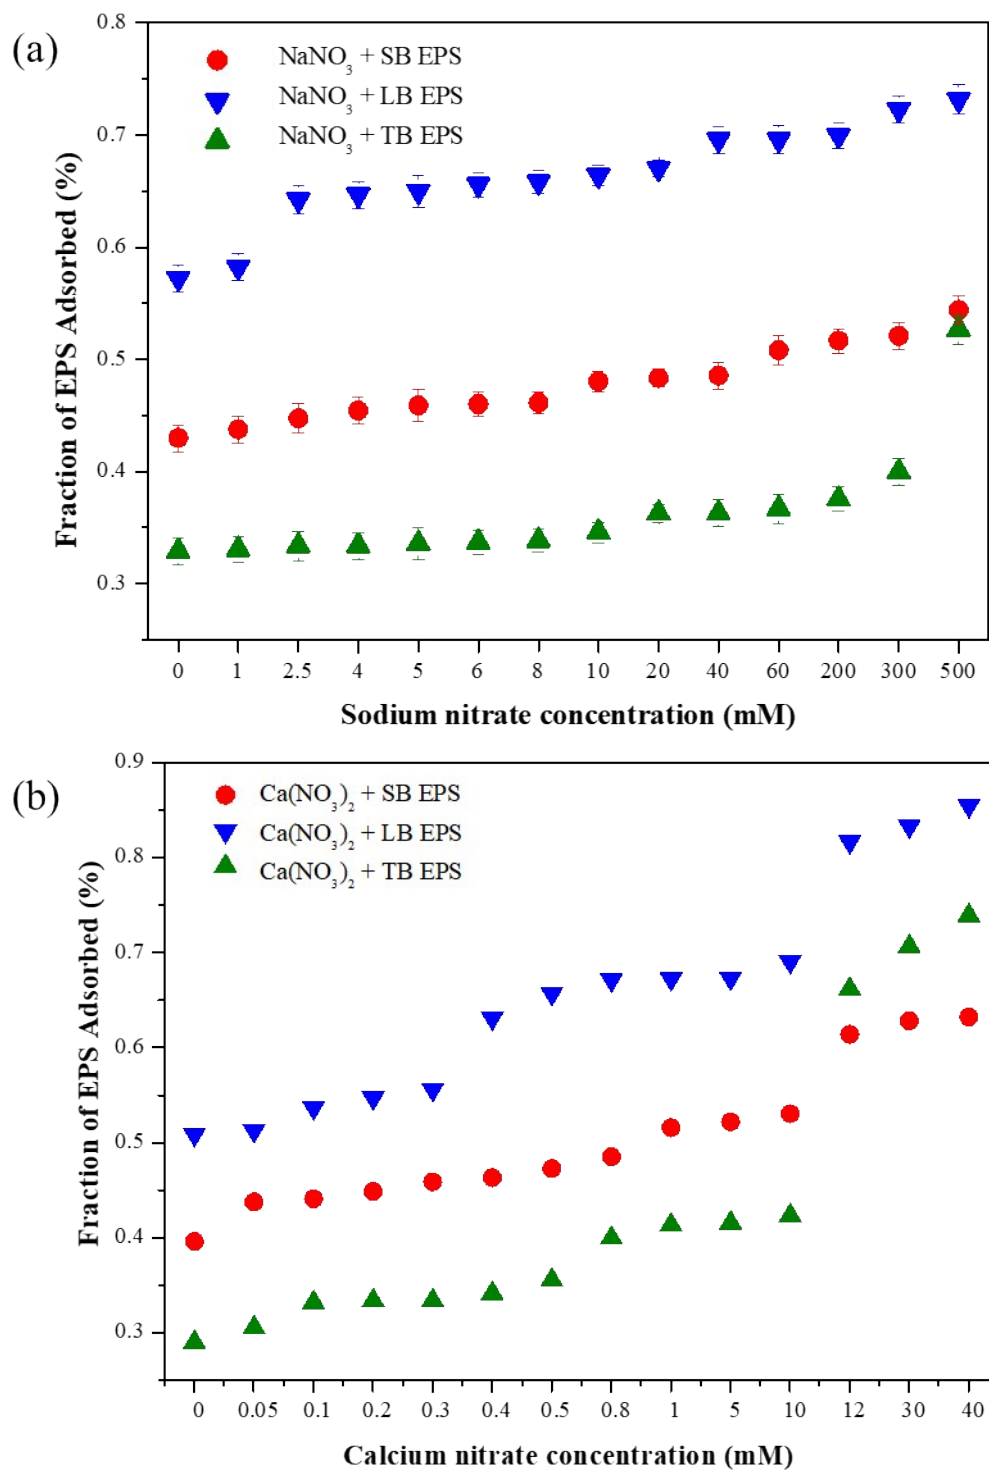 (a)
NaNO3 + SB EPS
NaNO3 + LB EPS
NaNO3 + TB EPS
Fraction of EPS Adsorbed (%)
0.8
0.7
0.6
0.5
0.4
0.3
0 1 2.5 4 5 6 8 10 20 40 60 200 300 500
Sodium nitrate concentration (mM)
(b)
Ca(NO3)2 + SB EPS
Ca(NO3)2 + LB EPS
Ca(NO3)2 + TB EPS
Fraction of EPS Adsorbed (%)
0.9
0.8
0.7
0.6
0.5
0.4
0.3
0 0.05 0.1 0.2 0.3 0.4 0.5 0.8 1 5 10 12 30 40
Calcium nitrate concentration (mM)